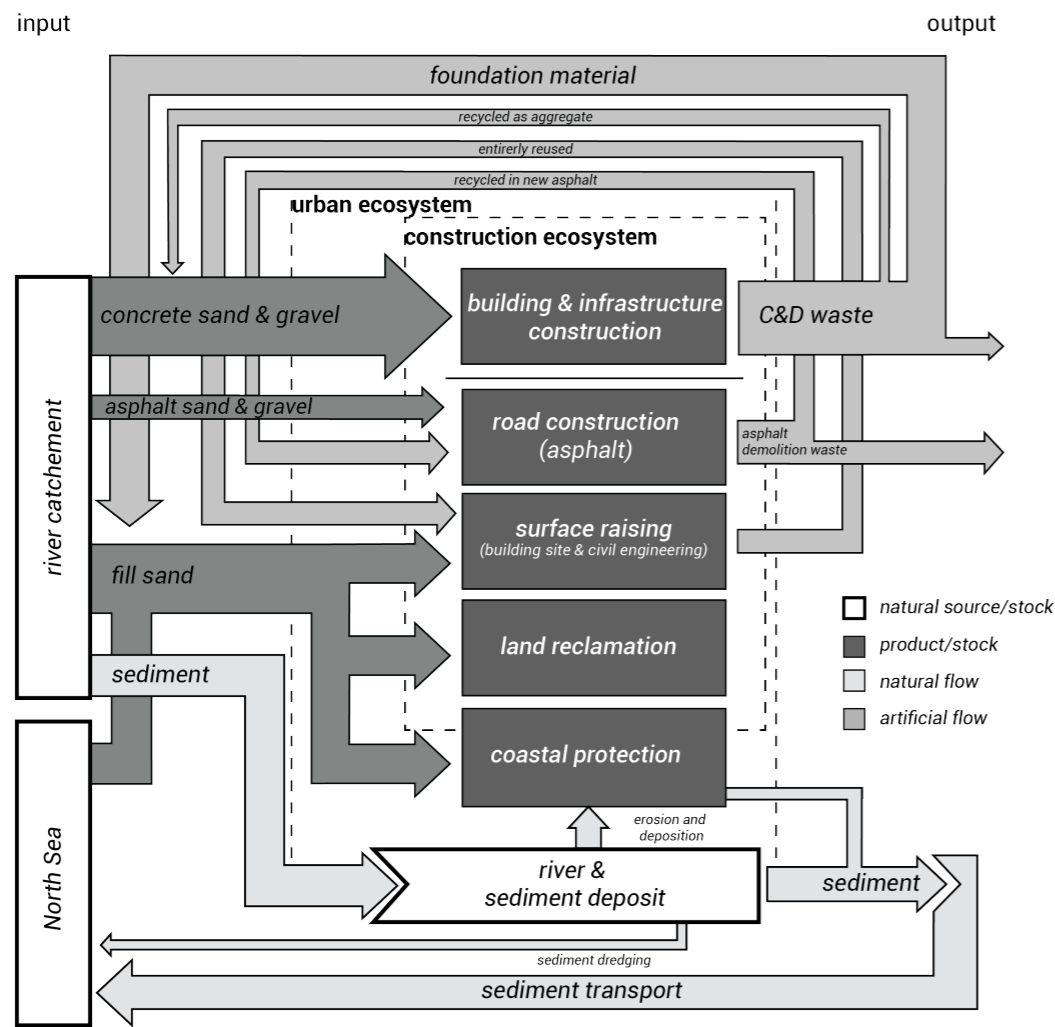 input
output
foundation material
recycled as aggregate
entirerly reused
recycled in new asphalt
urban ecosystem
construction ecosystem
river catchement
concrete sand & gravel
building & infrastructure
construction
C&D waste
asphalt sand & gravel
road construction
(asphalt)
asphalt
demolition waste
surface raising
(building site & civil engineering)
fill sand
land reclamation
sediment
natural source/stock
product/stock
natural flow
artificial flow
North Sea
coastal protection
erosion and
deposition
river &
sediment deposit
sediment
sediment dredging
sediment transport